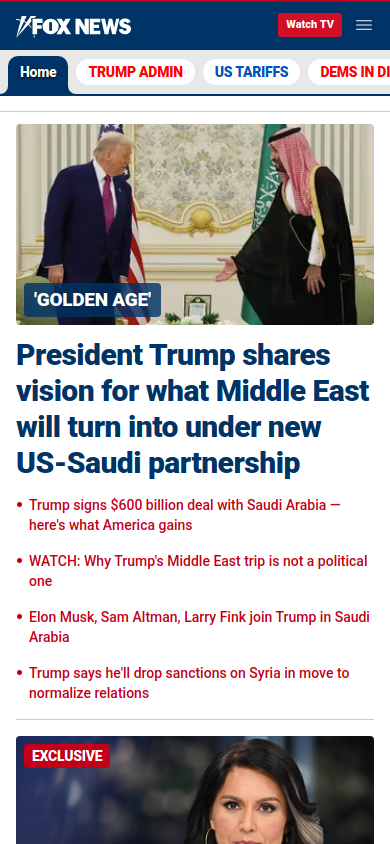 FOX NEWS
Watch TV
Home
TRUMP ADMIN
US TARIFFS
DEMS IN DI
'GOLDEN AGE'
President Trump shares
vision for what Middle East
will turn into under new
US-Saudi partnership
• Trump signs $600 billion deal with Saudi Arabia —
here's what America gains
• WATCH: Why Trump's Middle East trip is not a political
one
• Elon Musk, Sam Altman, Larry Fink join Trump in Saudi
Arabia
• Trump says he'll drop sanctions on Syria in move to
normalize relations
EXCLUSIVE